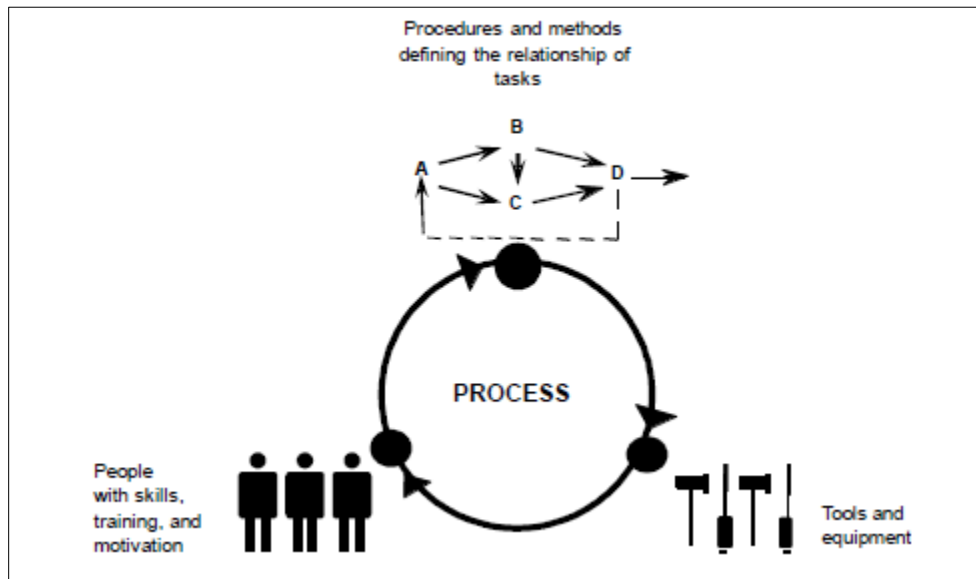 Procedures and methods
defining the relationship of
tasks
B
A
D
C
PROCESS
People
with skills,
training, and
motivation
Tools and
equipment